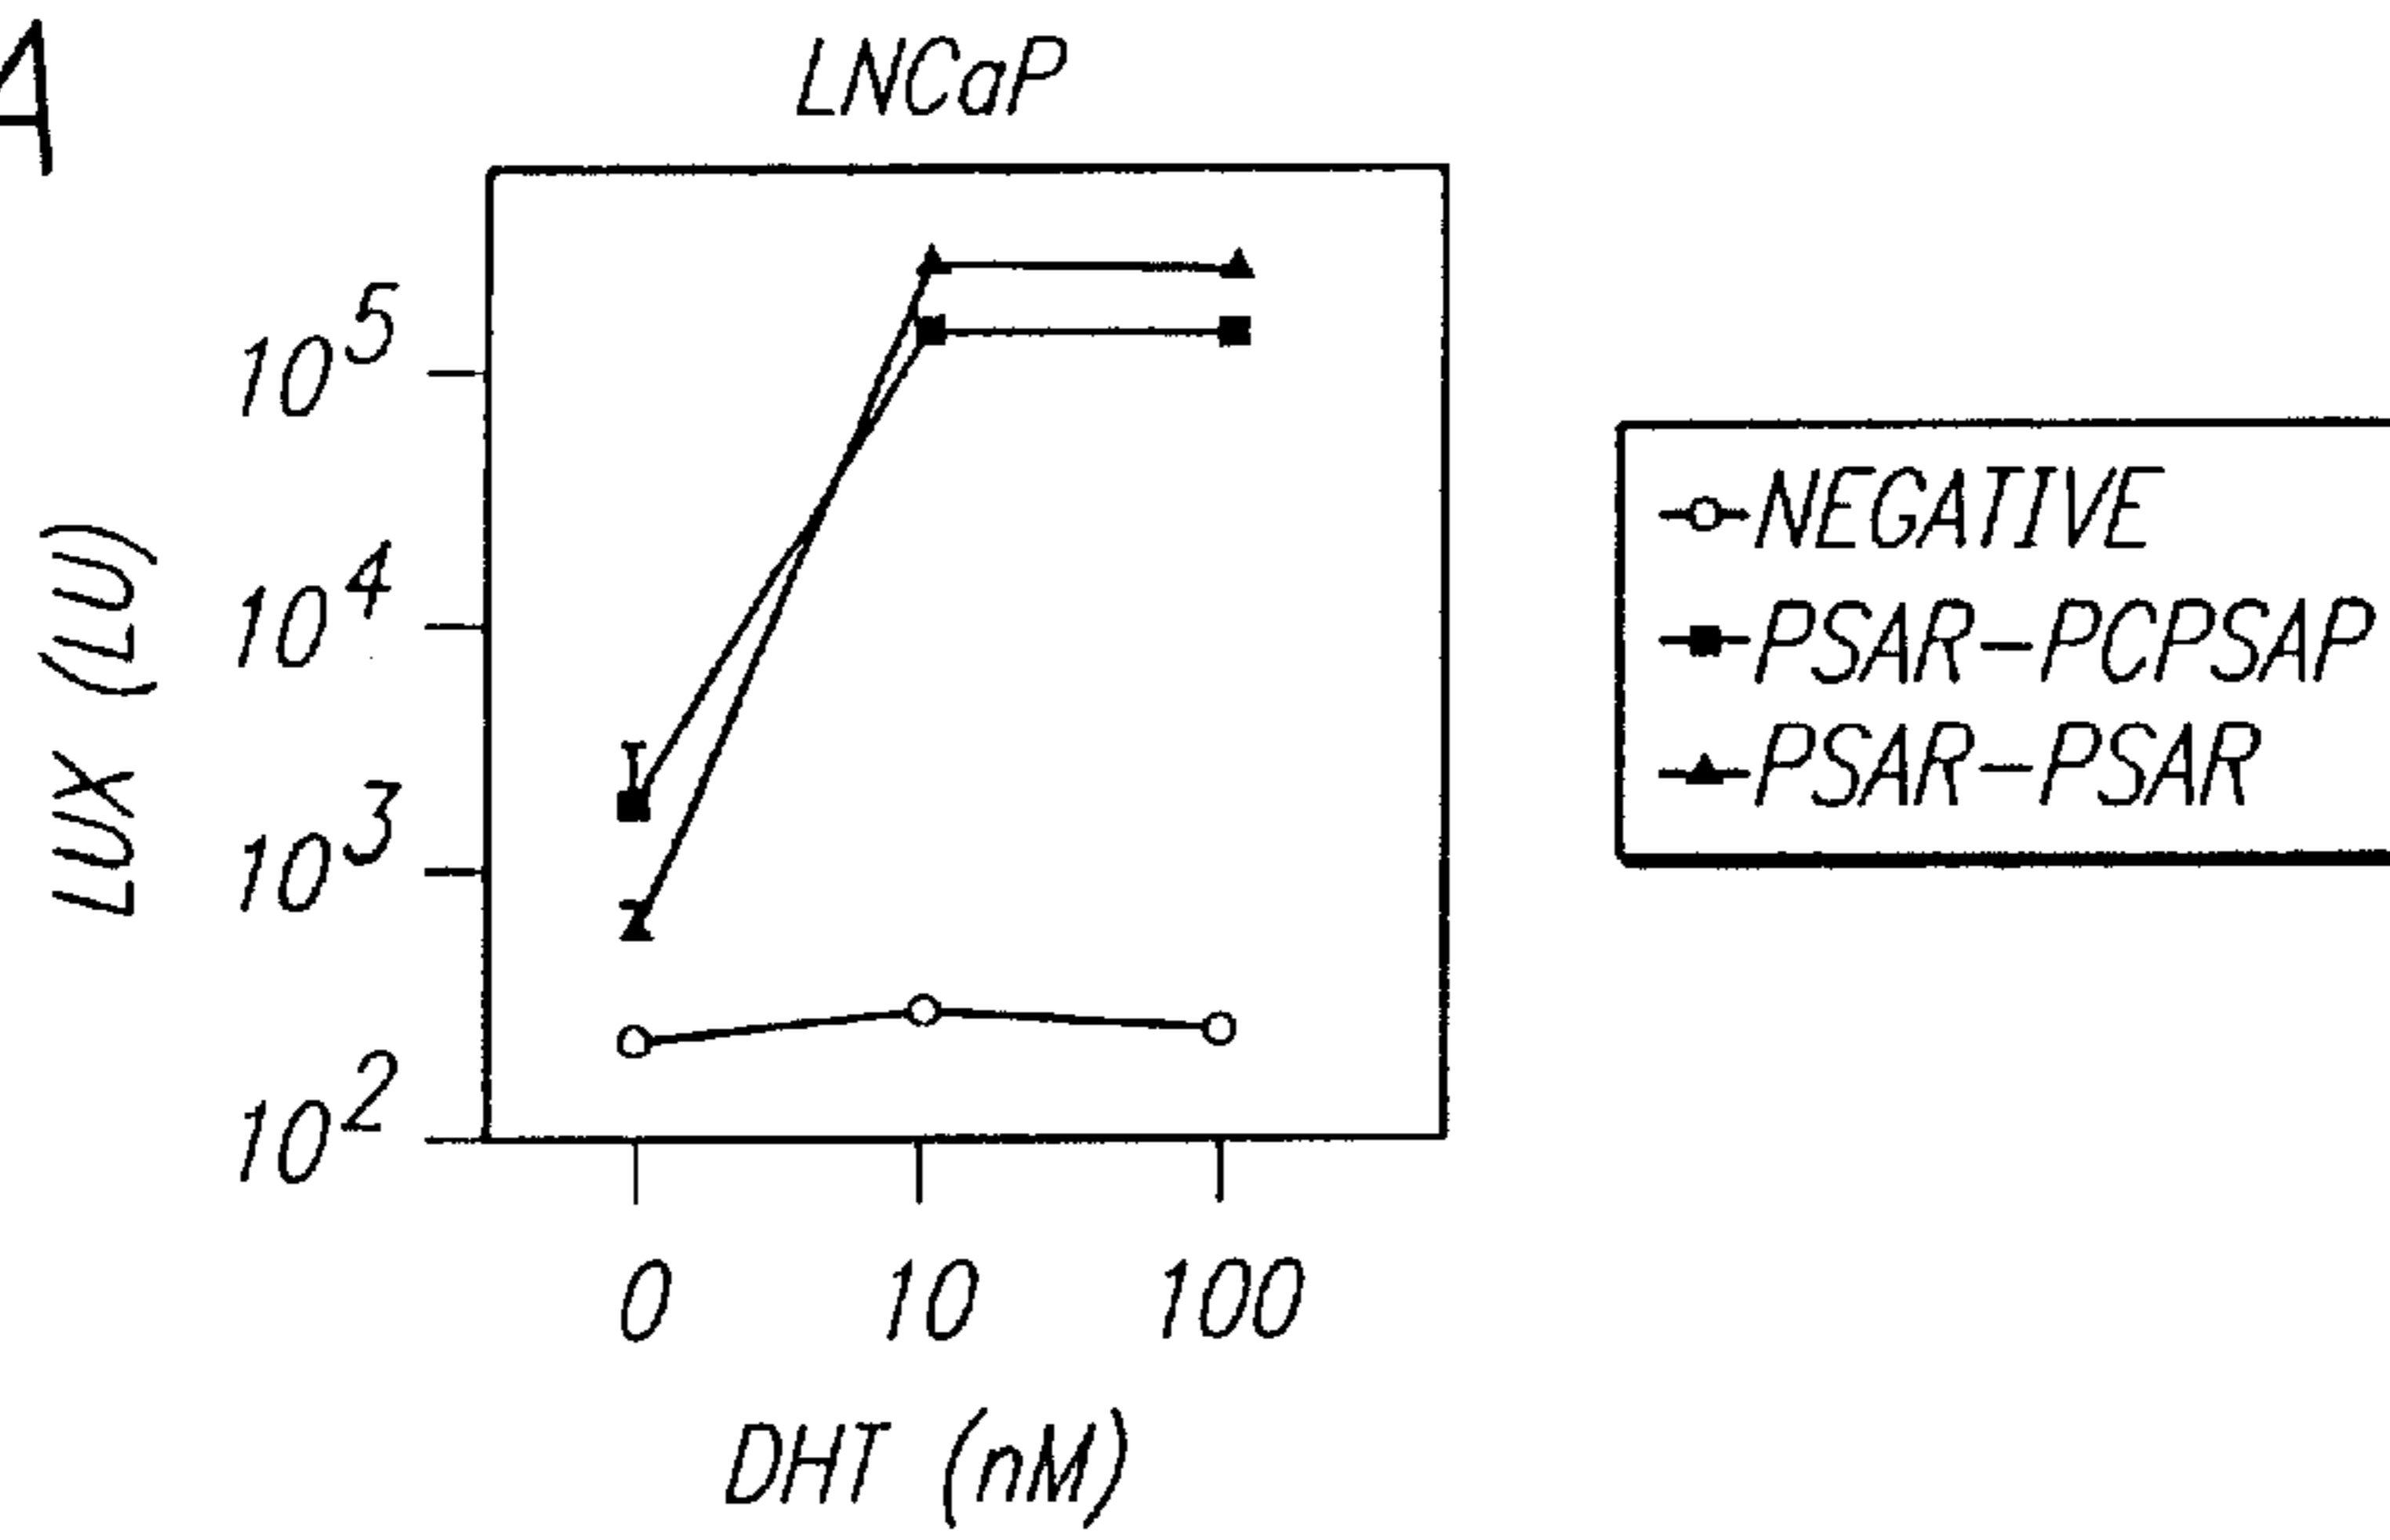 A
LNCaP
10^5
10^4
10^3
10^2
LUX (LU)
0 10 100
DHT (nM)
NEGATIVE
PSAR-PCPSAP
PSAR-PSAR